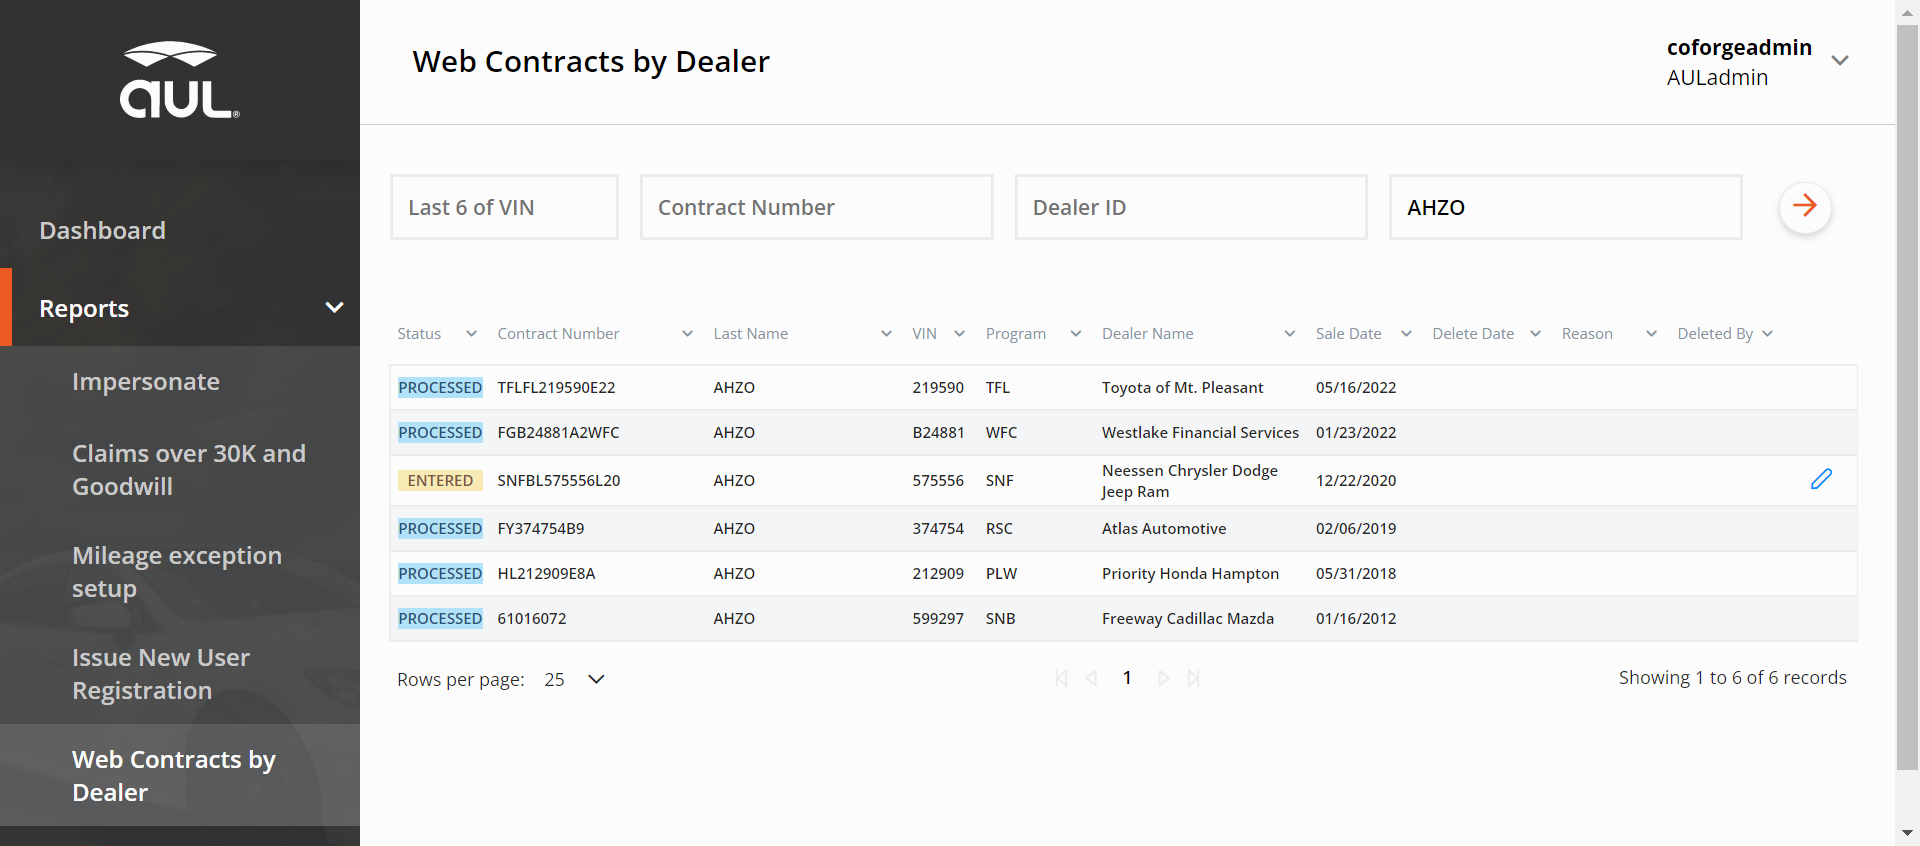 aUL®
Dashboard
Reports
Impersonate
Claims over 30K and
Goodwill
Mileage exception
setup
Issue New User
Registration
Web Contracts by
Dealer
Web Contracts by Dealer
coforgeadmin
AULadmin
Last 6 of VIN Contract Number Dealer ID AHZO
Status Contract Number Last Name VIN Program Dealer Name Sale Date Delete Date Reason Deleted By
PROCESSED TFLFL219590E22 AHZO 219590 TFL Toyota of Mt. Pleasant 05/16/2022
PROCESSED FGB24881A2WFC AHZO B24881 WFC Westlake Financial Services 01/23/2022
ENTERED SNFBL575556L20 AHZO 575556 SNF Neessen Chrysler Dodge
Jeep Ram 12/22/2020
PROCESSED FY374754B9 AHZO 374754 RSC Atlas Automotive 02/06/2019
PROCESSED HL212909E8A AHZO 212909 PLW Priority Honda Hampton 05/31/2018
PROCESSED 61016072 AHZO 599297 SNB Freeway Cadillac Mazda 01/16/2012
Rows per page: 25 1 Showing 1 to 6 of 6 records